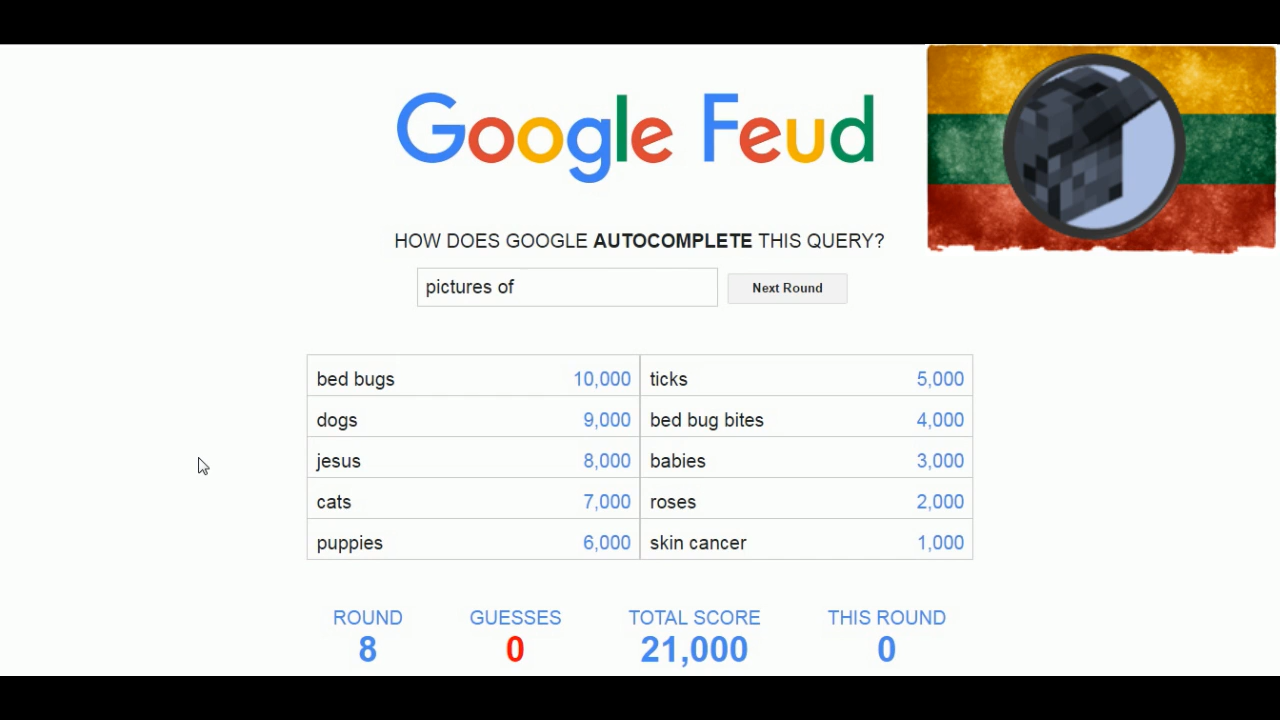 Google Feud
HOW DOES GOOGLE AUTOCOMPLETE THIS QUERY?
pictures of
Next Round
bed bugs 10,000 ticks 5,000
dogs 9,000 bed bug bites 4,000
jesus 8,000 babies 3,000
cats 7,000 roses 2,000
puppies 6,000 skin cancer 1,000
ROUND GUESSES TOTAL SCORE THIS ROUND
8 0 21,000 0